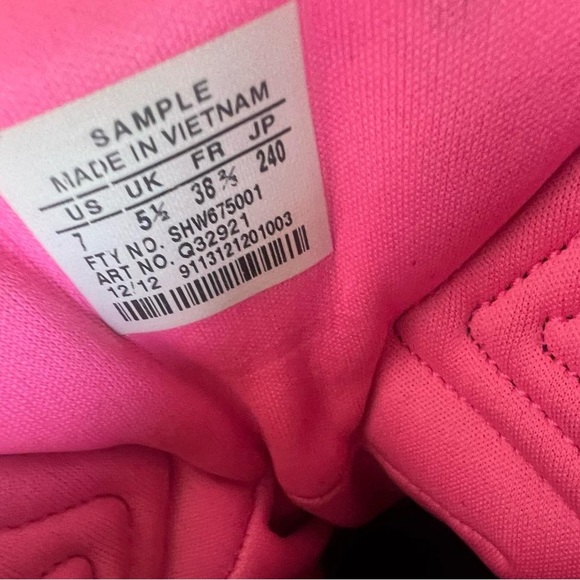 SAMPLE
MADE IN VIETNAM
US UK FR JP
7 5½ 38⅔ 240
FTY NO. SHW675001
ART NO. Q32921
12/12 9113121201003